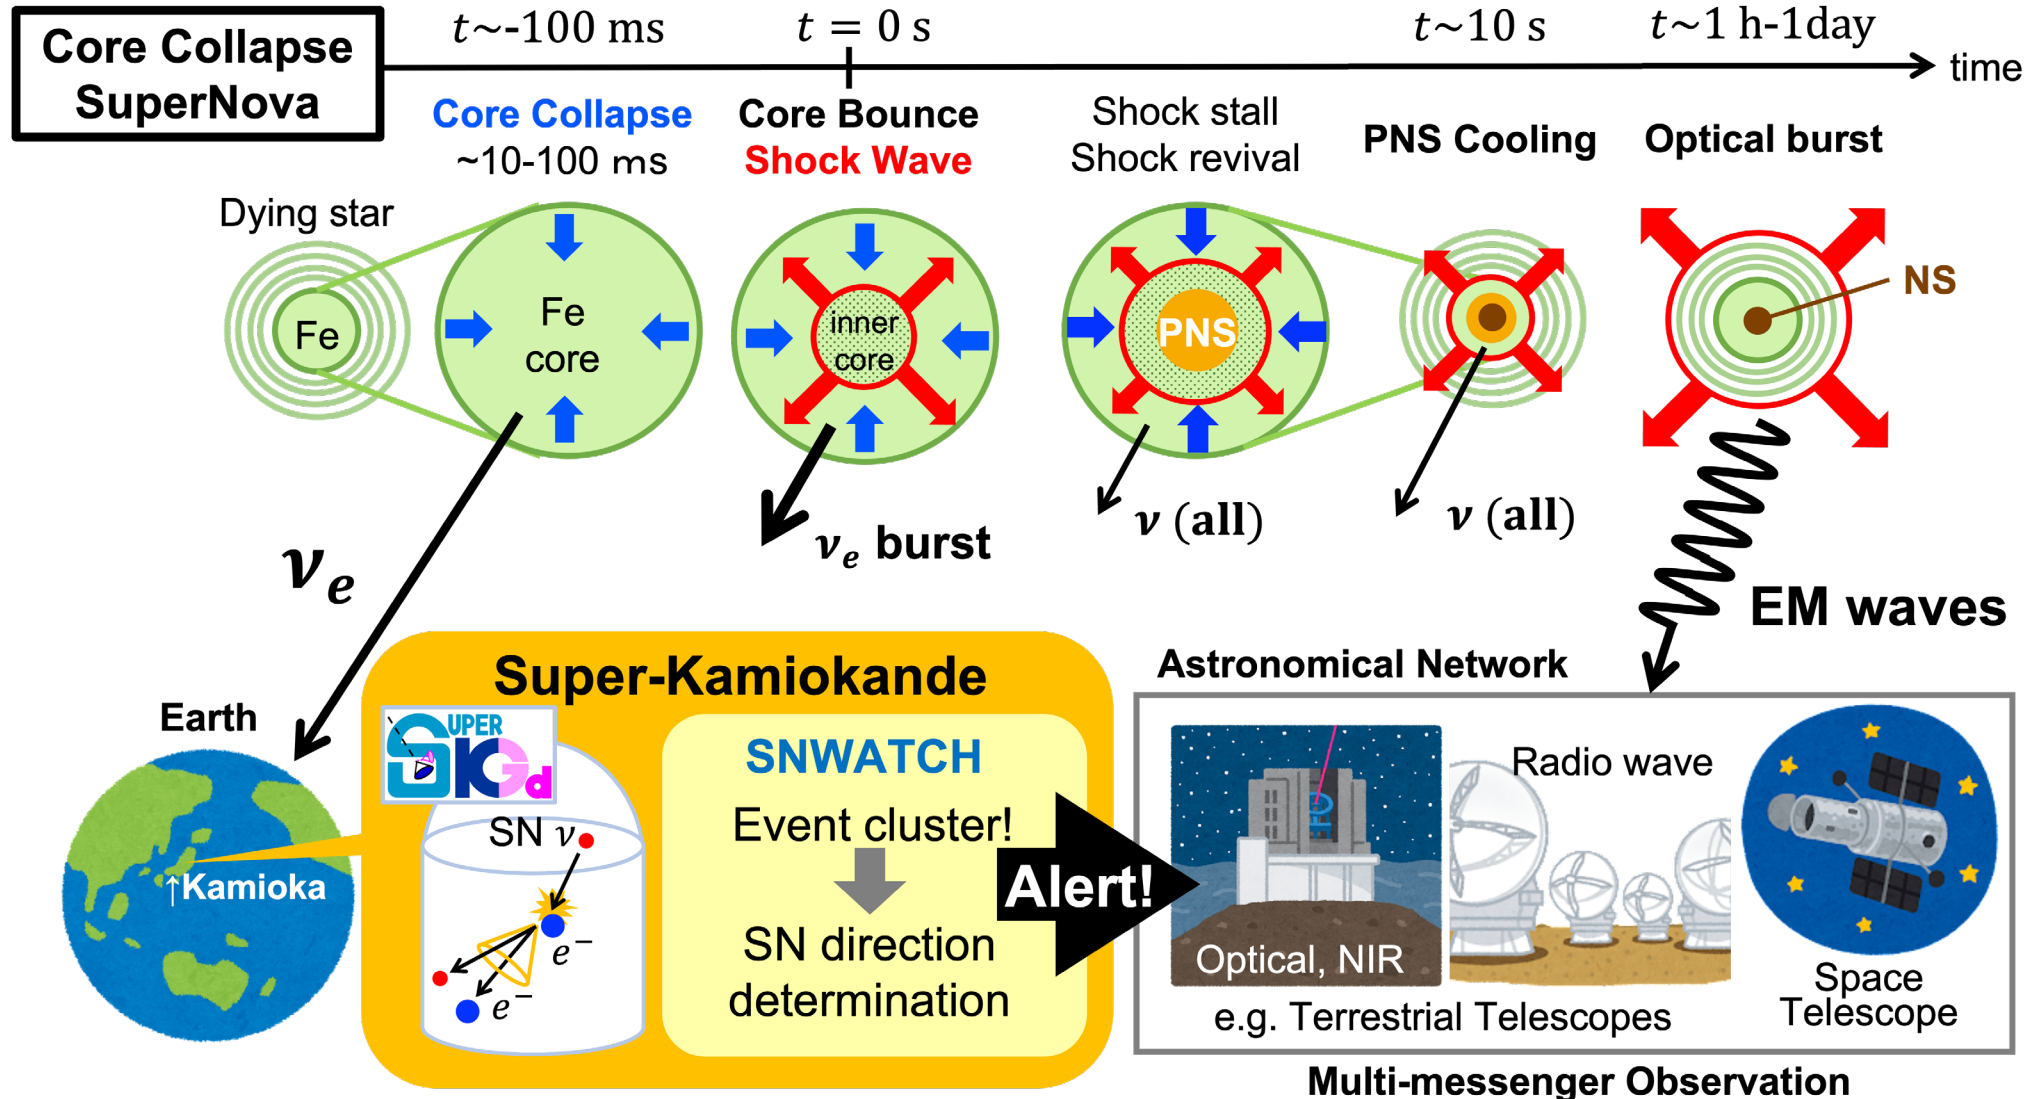 Core Collapse
SuperNova
t~-100 ms
t = 0 s
t~10 s
t~1 h-1day
time
Core Collapse
~10-100 ms
Core Bounce
Shock Wave
Shock stall
Shock revival
PNS Cooling
Optical burst
Dying star
Fe
Fe
core
inner
core
PNS
NS
νe
νe burst
ν (all)
ν (all)
EM waves
Earth
↑Kamioka
Super-Kamiokande
SUPER
SKGd
SN ν
e−
e−
SNWATCH
Event cluster!
SN direction
determination
Alert!
Astronomical Network
Optical, NIR
Radio wave
e.g. Terrestrial Telescopes
Space
Telescope
Multi-messenger Observation